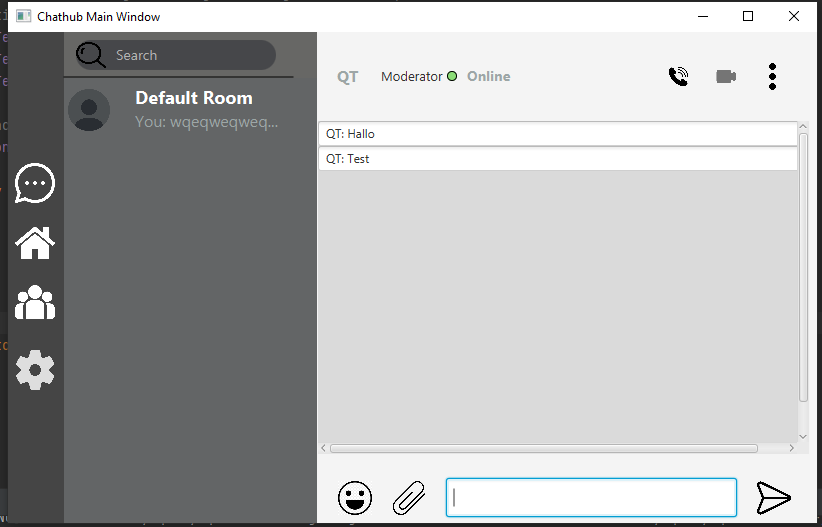 Chathub Main Window
Search
Default Room
You: wqeqweqweq...
QT Moderator Online
QT: Hallo
QT: Test